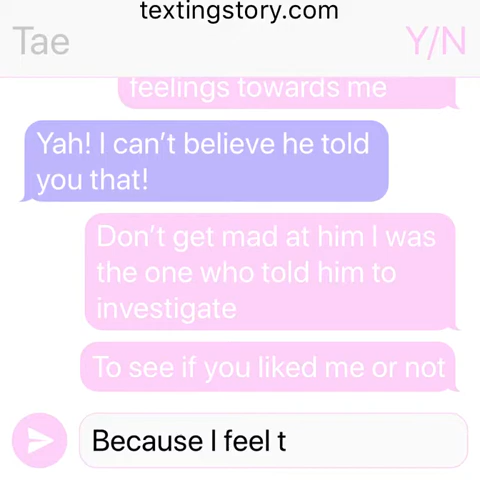 textingstory.com
Tae Y/N
feelings towards me
Yah! I can't believe he told
you that!
Don't get mad at him I was
the one who told him to
investigate
To see if you liked me or not
Because I feel t